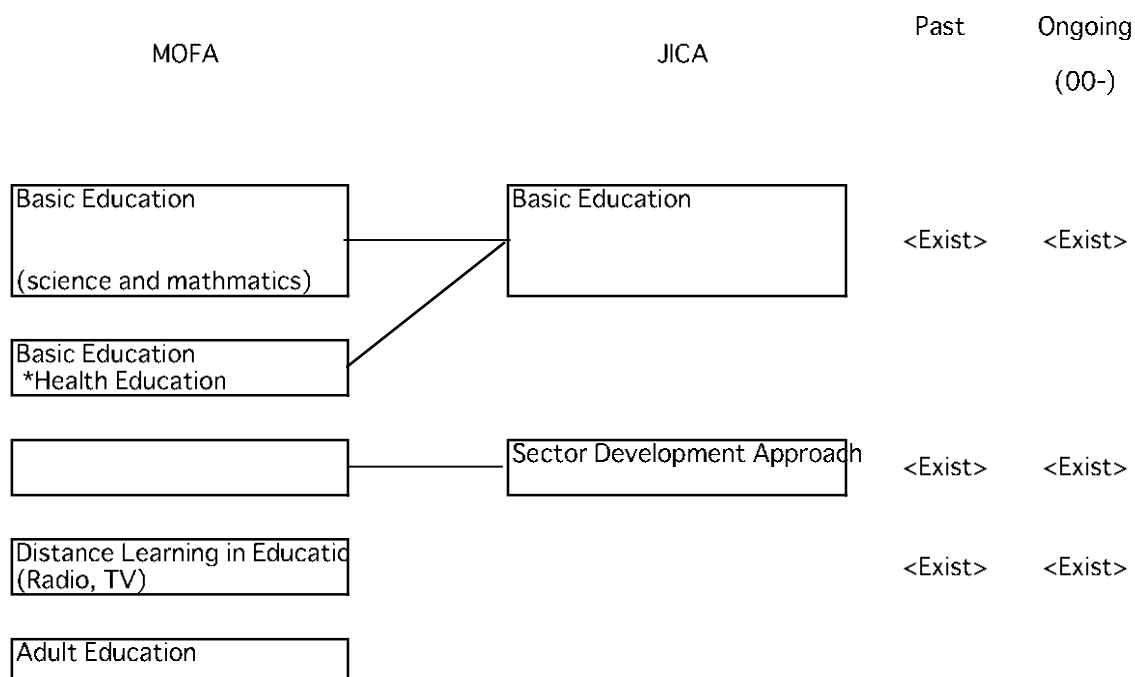 Past Ongoing
MOFA JICA
(00-)
Basic Education Basic Education
<Exist> <Exist>
(science and mathmatics)
Basic Education
*Health Education
Sector Development Approach <Exist> <Exist>
Distance Learning in Educatio
(Radio, TV) <Exist> <Exist>
Adult Education